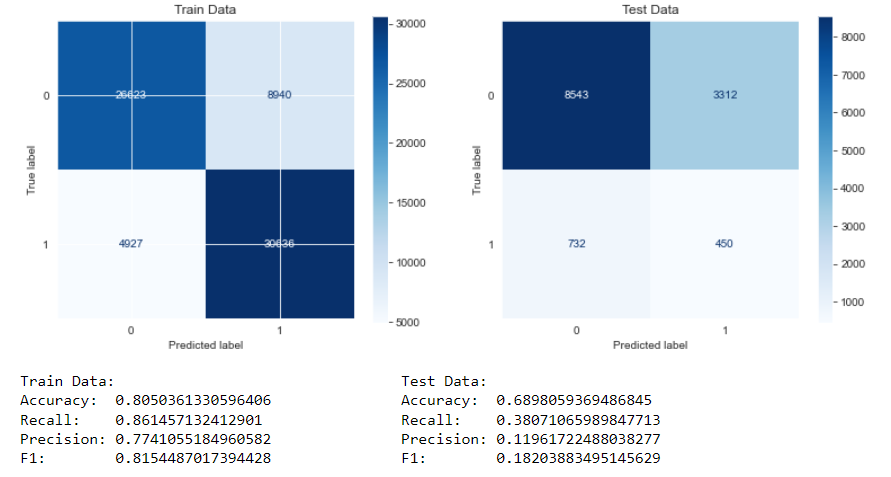 Train Data
0
26623
8940
True label
1
4927
30636
0
1
Predicted label
30000
25000
20000
15000
10000
5000
Test Data
0
8543
3312
True label
1
732
450
0
1
Predicted label
8000
7000
6000
5000
4000
3000
2000
1000
Train Data:
Accuracy: 0.8050361330596406
Recall: 0.861457132412901
Precision: 0.7741055184960582
F1: 0.8154487017394428
Test Data:
Accuracy: 0.6898059369486845
Recall: 0.38071065989847713
Precision: 0.11961722488038277
F1: 0.18203883495145629